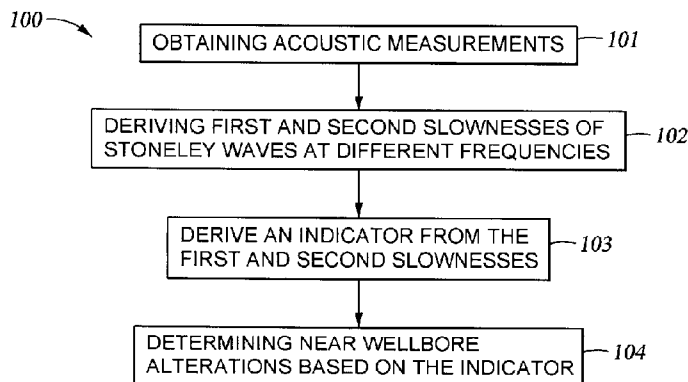 100
OBTAINING ACOUSTIC MEASUREMENTS
101
DERIVING FIRST AND SECOND SLOWNESSES OF
STONELEY WAVES AT DIFFERENT FREQUENCIES
102
DERIVE AN INDICATOR FROM THE
FIRST AND SECOND SLOWNESSES
103
DETERMINING NEAR WELLBORE
ALTERATIONS BASED ON THE INDICATOR
104